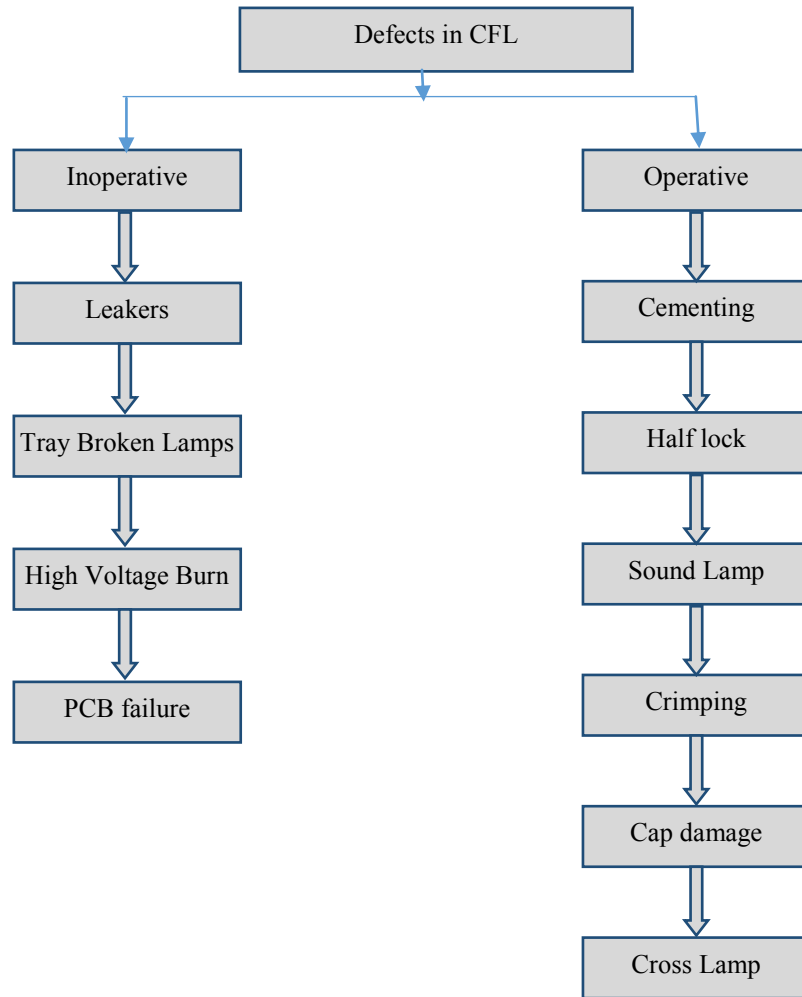 Defects in CFL
Inoperative
Leakers
Tray Broken Lamps
High Voltage Burn
PCB failure
Operative
Cementing
Half lock
Sound Lamp
Crimping
Cap damage
Cross Lamp